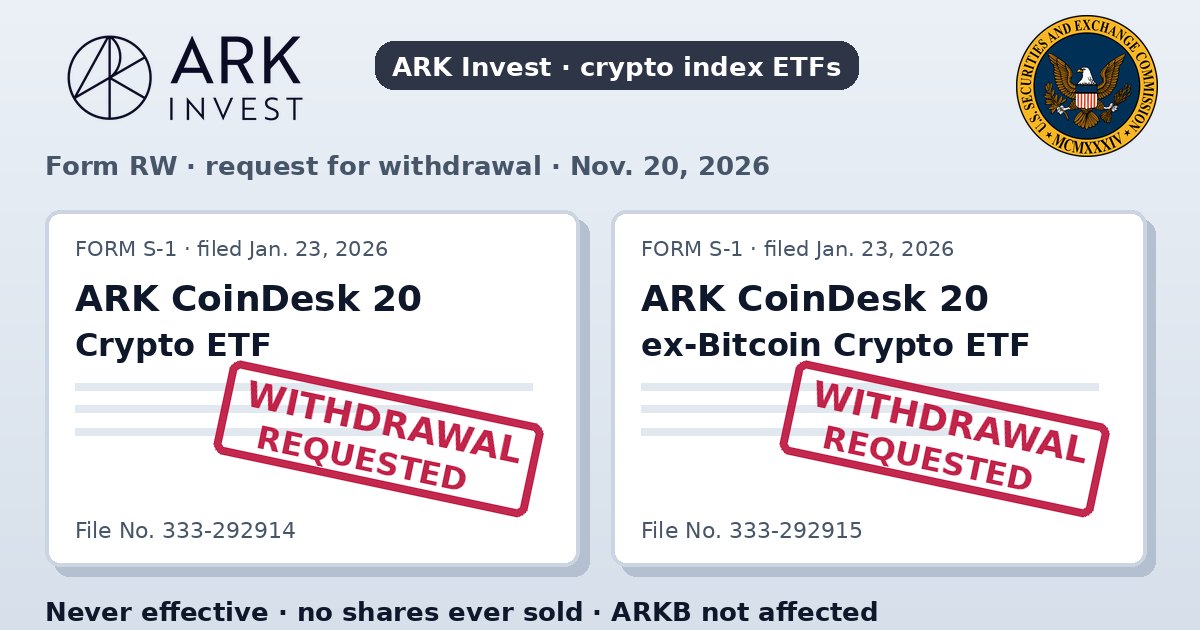 ARK
INVEST
ARK Invest · crypto index ETFs
U.S. SECURITIES AND EXCHANGE COMMISSION
MCMXXXIV
Form RW · request for withdrawal · Nov. 20, 2026
FORM S-1 · filed Jan. 23, 2026
ARK CoinDesk 20
Crypto ETF
WITHDRAWAL
REQUESTED
File No. 333-292914
FORM S-1 · filed Jan. 23, 2026
ARK CoinDesk 20
ex-Bitcoin Crypto ETF
WITHDRAWAL
REQUESTED
File No. 333-292915
Never effective · no shares ever sold · ARKB not affected